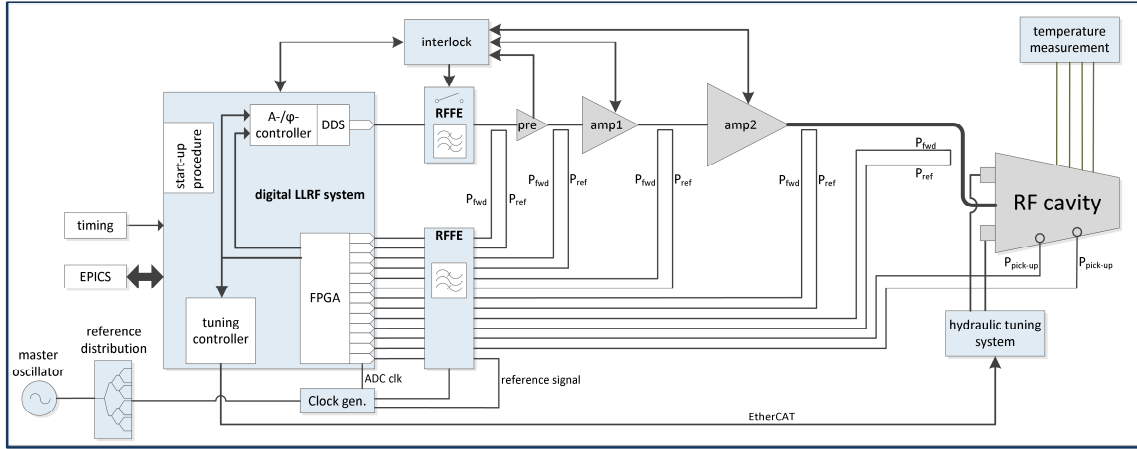 interlock
temperature
measurement
RFFE
A-/φ-
controller
DDS
pre
amp1
amp2
start-up
procedure
digital LLRF system
Pfwd
Pref
Pfwd
Pref
Pfwd
Pref
Pfwd
Pref
Pfwd
Pref
RF cavity
timing
RFFE
EPICS
FPGA
Ppick-up
Ppick-up
tuning
controller
hydraulic tuning
system
reference
distribution
master
oscillator
ADC clk
reference signal
Clock gen.
EtherCAT